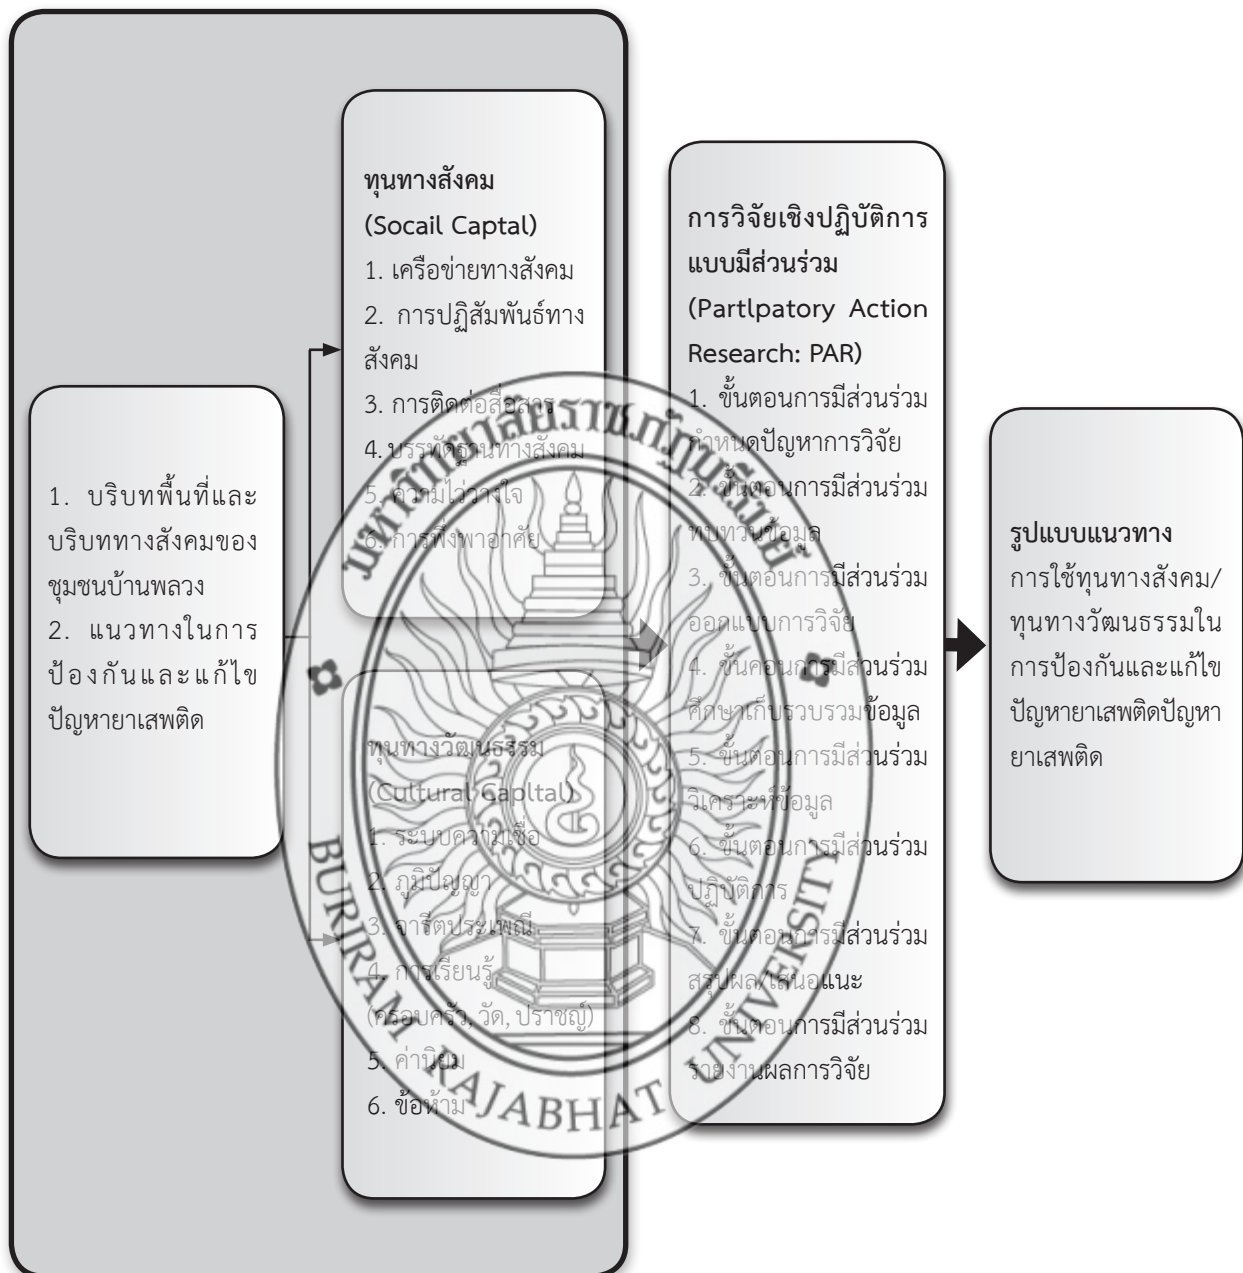 1. บริบทพื้นที่และ
บริบททางสังคมของ
ชุมชนบ้านพลวง
2. แนวทางในการ
ป้องกันและแก้ไข
ปัญหายาเสพติด
ทุนทางสังคม
(Socail Captal)
1. เครือข่ายทางสังคม
2. การปฏิสัมพันธ์ทาง
สังคม
3. การติดต่อสื่อสาร
4. บรรทัดฐานทางสังคม
5. ความไว้วางใจ
6. การพึ่งพาอาศัย
ทุนทางวัฒนธรรม
(Cultural Capltal)
1. ระบบความเชื่อ
2. ภูมิปัญญา
3. จารีตประเพณี
4. การเรียนรู้
(ครอบครัว, วัด, ปราชญ์)
5. ค่านิยม
6. ข้อห้าม
การวิจัยเชิงปฏิบัติการ
แบบมีส่วนร่วม
(Partlpatory Action
Research: PAR)
1. ขั้นตอนการมีส่วนร่วม
กำหนดปัญหาการวิจัย
2. ขั้นตอนการมีส่วนร่วม
ทบทวนข้อมูล
3. ขั้นตอนการมีส่วนร่วม
ออกแบบการวิจัย
4. ขั้นคอนการมีส่วนร่วม
ศึกษาเก็บรวบรวมข้อมูล
5. ขั้นตอนการมีส่วนร่วม
วิเคราะห์ข้อมูล
6. ขั้นตอนการมีส่วนร่วม
ปฏิบัติการ
7. ขั้นตอนการมีส่วนร่วม
สรุปผล/เสนอแนะ
8. ขั้นตอนการมีส่วนร่วม
รายงานผลการวิจัย
รูปแบบแนวทาง
การใช้ทุนทางสังคม/
ทุนทางวัฒนธรรมใน
การป้องกันและแก้ไข
ปัญหายาเสพติดปัญหา
ยาเสพติด
มหาวิทยาลัยราชภัฏบุรีรัมย์
BURIRAM RAJABHAT UNIVERSITY